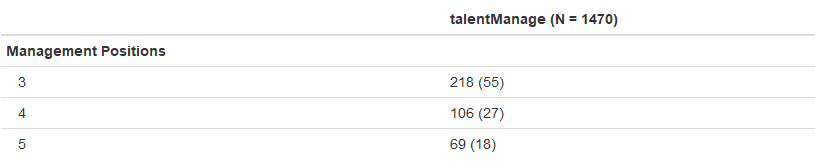 talentManage (N = 1470)
Management Positions
3 218 (55)
4 106 (27)
5 69 (18)